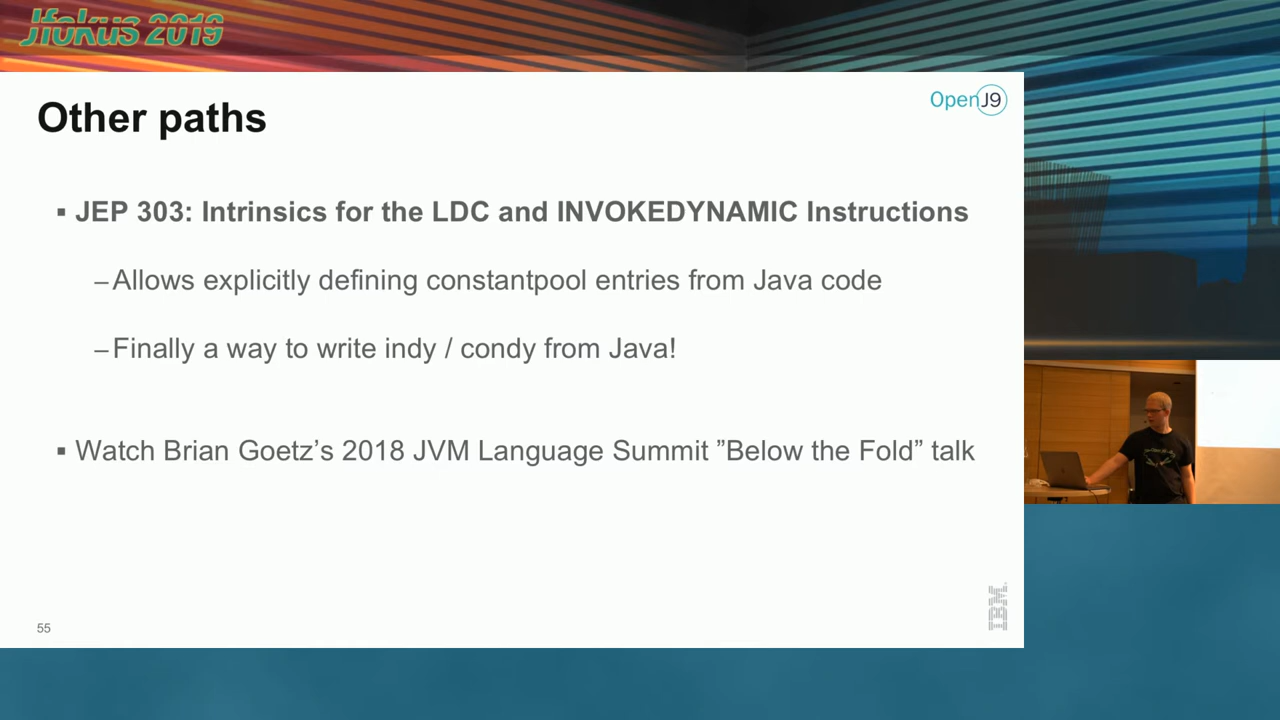 Jfokus 2019
Other paths
OpenJ9
▪ JEP 303: Intrinsics for the LDC and INVOKEDYNAMIC Instructions
–Allows explicitly defining constantpool entries from Java code
–Finally a way to write indy / condy from Java!
▪ Watch Brian Goetz’s 2018 JVM Language Summit ”Below the Fold” talk
55
IBM